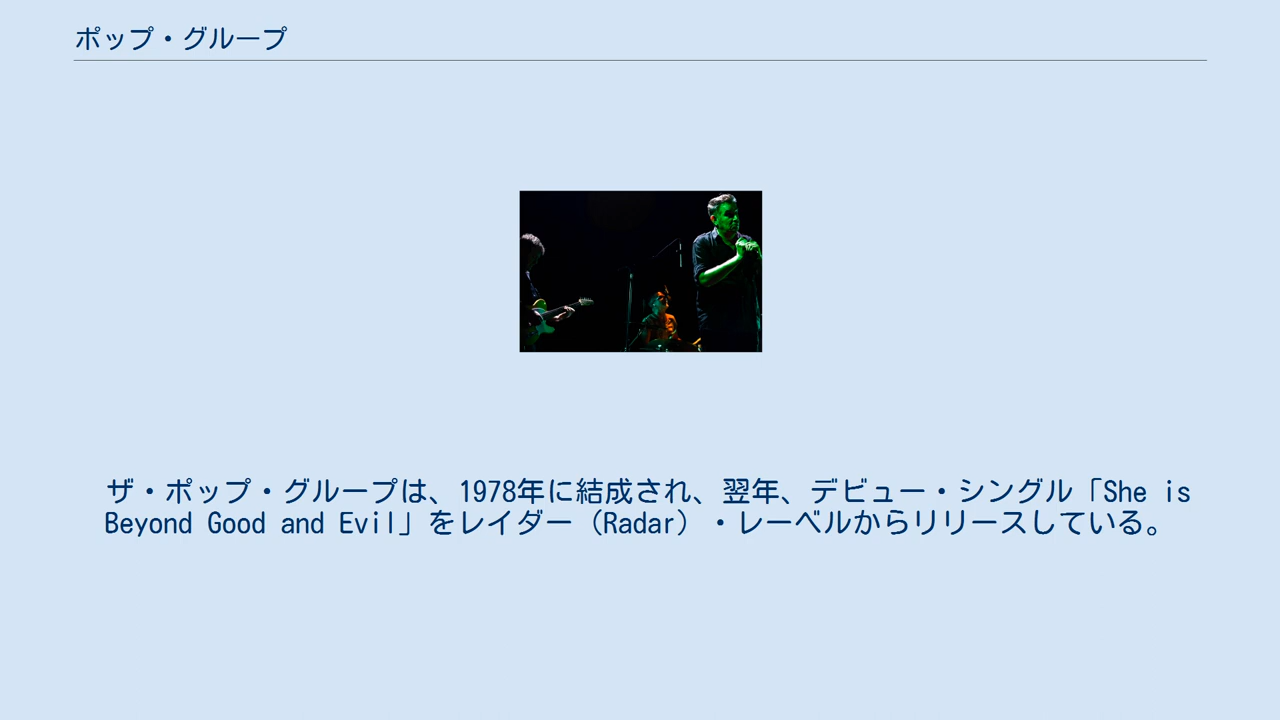 ポップ・グループ
ザ・ポップ・グループは、1978年に結成され、翌年、デビュー・シングル「She is
Beyond Good and Evil」をレイダー（Radar）・レーベルからリリースしている。